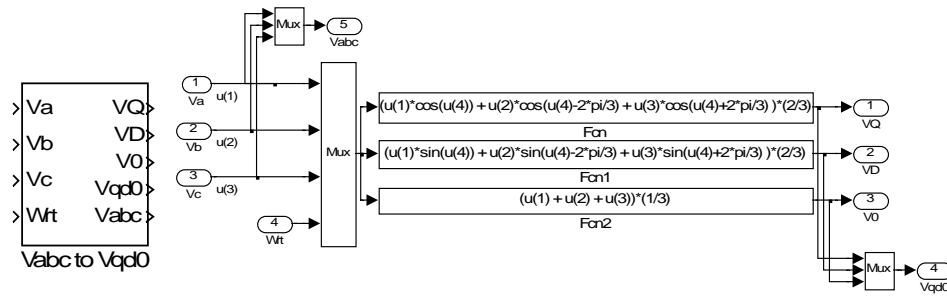 Mux
5
Vabc
1
Va
u(1)
2
Vb
u(2)
3
Vc
u(3)
4
Wrt
Mux
(u(1)*cos(u(4)) + u(2)*cos(u(4)-2*pi/3) + u(3)*cos(u(4)+2*pi/3) )*(2/3)
Fcn
(u(1)*sin(u(4)) + u(2)*sin(u(4)-2*pi/3) + u(3)*sin(u(4)+2*pi/3) )*(2/3)
Fcn1
(u(1) + u(2) + u(3))*(1/3)
Fcn2
1
VQ
2
VD
3
V0
Mux
4
Vqd0
Va VQ
Vb VD
V0
Vc Vqd0
Wrt Vabc
Vabc to Vqd0